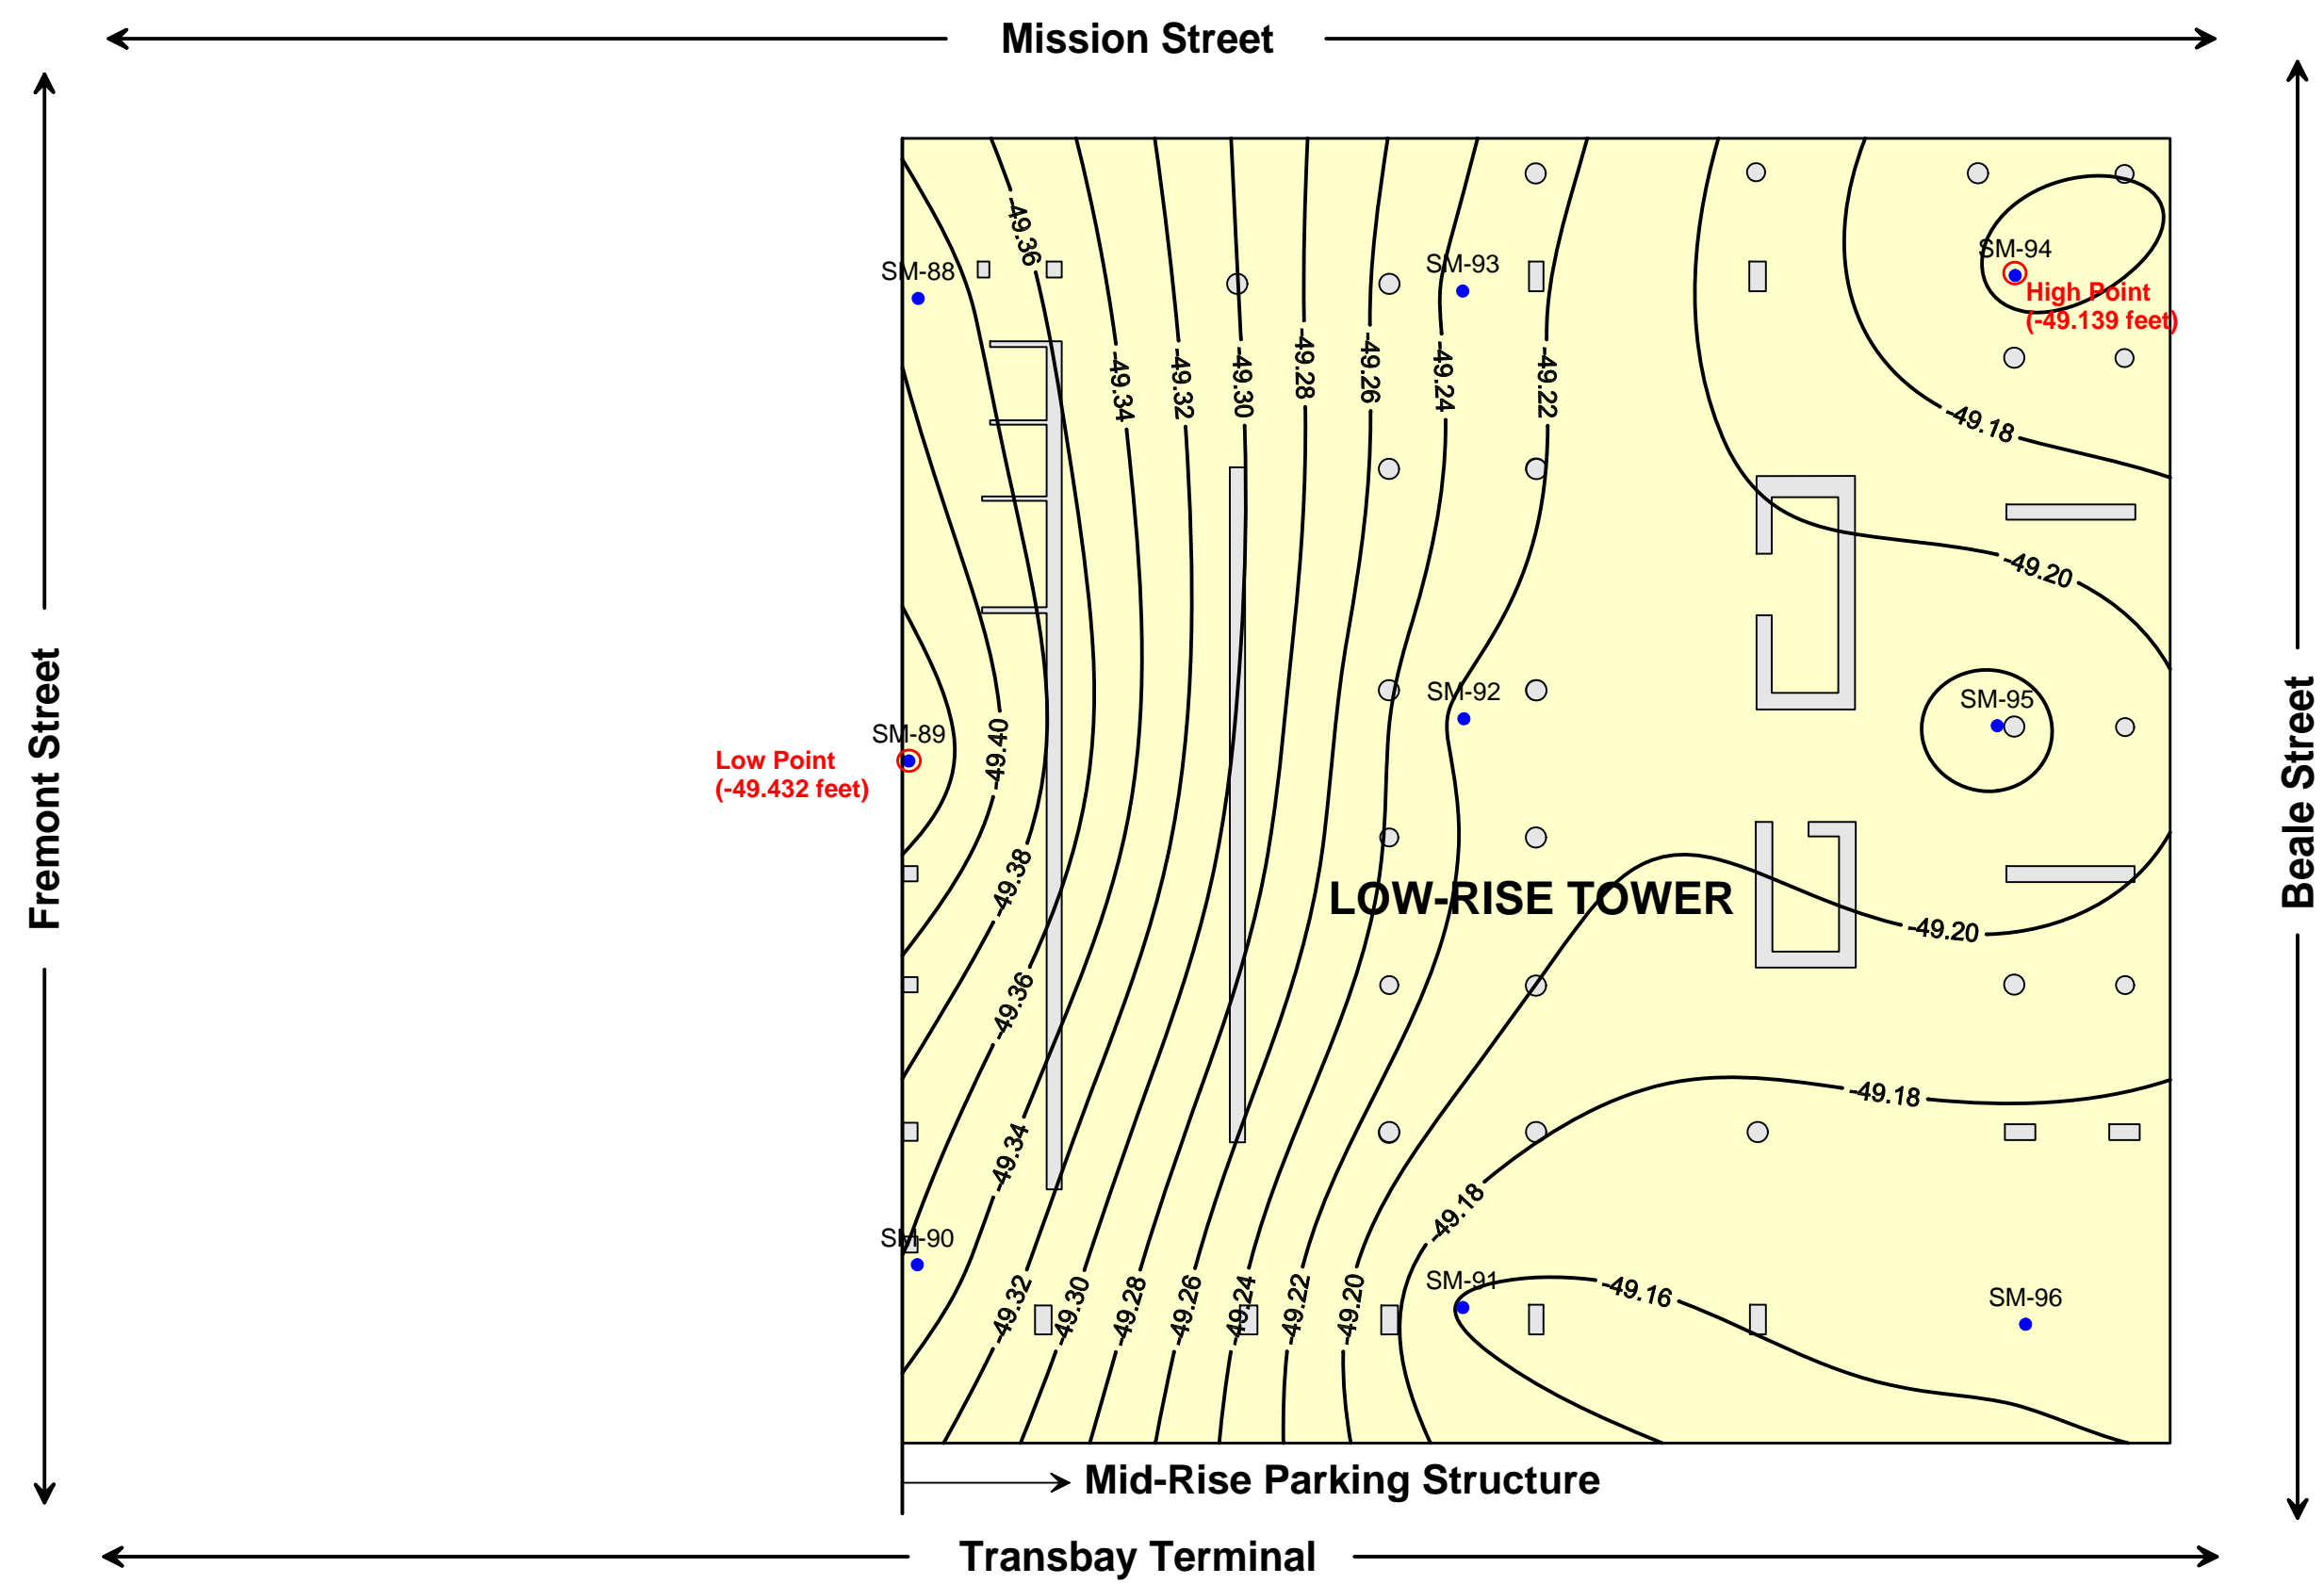 Mission Street
Fremont Street
Beale Street
-49.36
SM-88
SM-93
SM-94
High Point
(-49.139 feet)
-49.34
-49.32
-49.30
-49.28
-49.26
-49.24
-49.22
-49.18
-49.20
SM-92
SM-95
SM-89
Low Point
(-49.432 feet)
-49.40
-49.38
LOW-RISE TOWER
-49.20
-49.36
-49.18
-49.34
-49.18
SM-90
SM-91
-49.16
SM-96
-49.32
-49.30
-49.28
-49.26
-49.24
-49.22
-49.20
Mid-Rise Parking Structure
Transbay Terminal